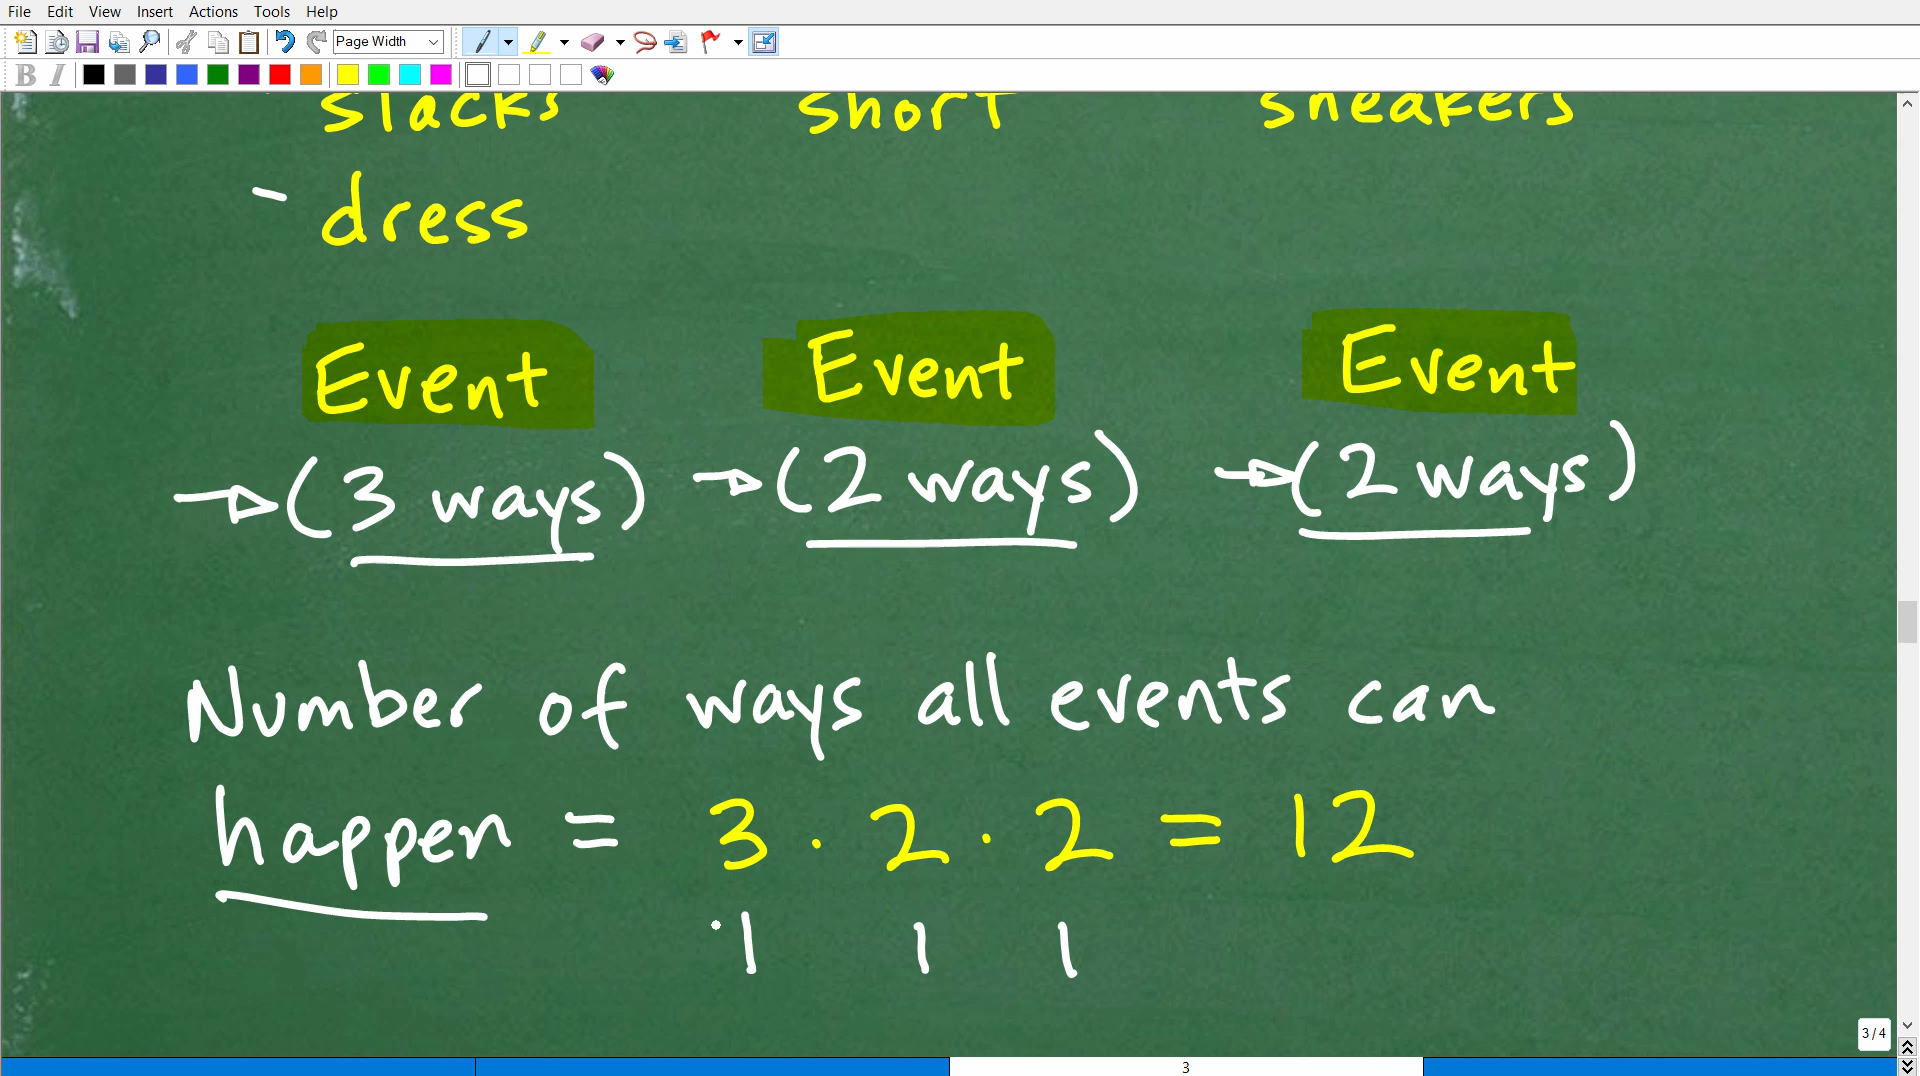 File Edit View Insert Actions Tools Help
Page Width
B I
slacks short sneakers
- dress
Event Event Event
→(3 ways) →(2 ways) →(2 ways)
Number of ways all events can
happen = 3 · 2 · 2 = 12
1 1 1
3 / 4
3